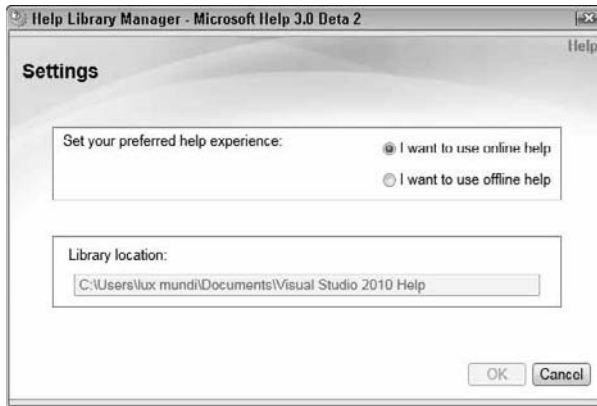 Help Library Manager - Microsoft Help 3.0 Beta 2
Help
Settings
Set your preferred help experience:
I want to use online help
I want to use offline help
Library location:
C:\Users\lux mundi\Documents\Visual Studio 2010 Help
OK
Cancel